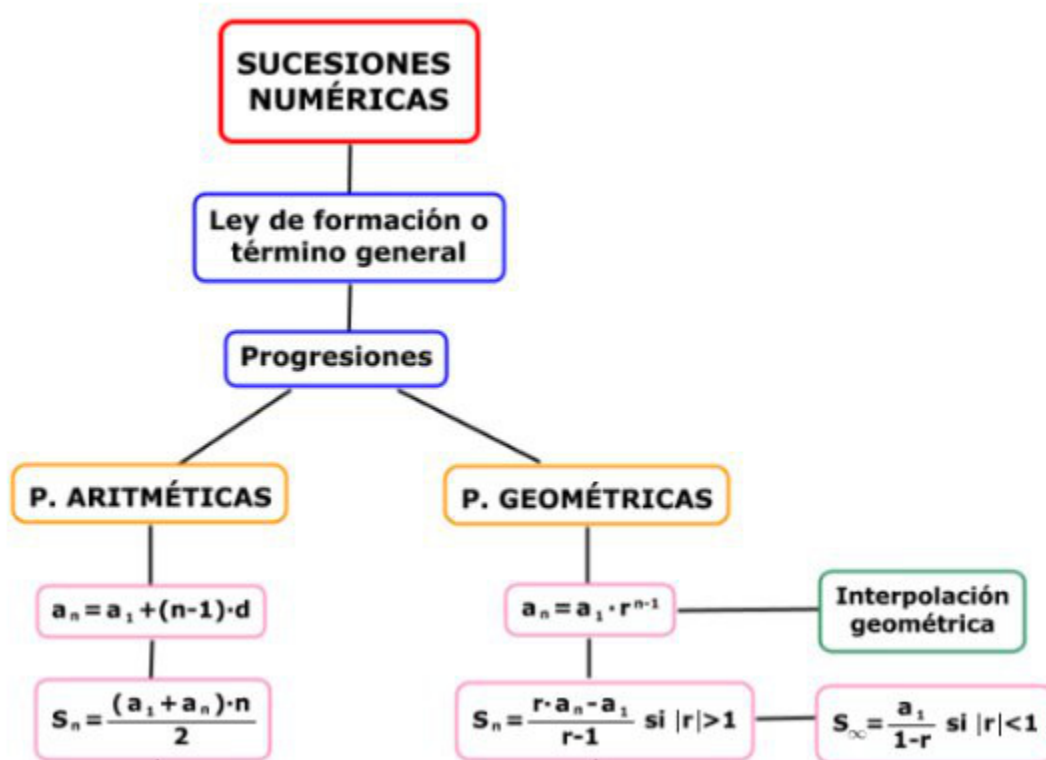 SUCESIONES
NUMÉRICAS
Ley de formación o
término general
Progresiones
P. ARITMÉTICAS
P. GEOMÉTRICAS
aₙ=a₁+(n-1)·d
aₙ=a₁·rⁿ⁻¹
Interpolación
geométrica
Sₙ=(a₁+aₙ)·n/2
Sₙ=r·aₙ-a₁/r-1 si |r|>1
S∞=a₁/1-r si |r|<1